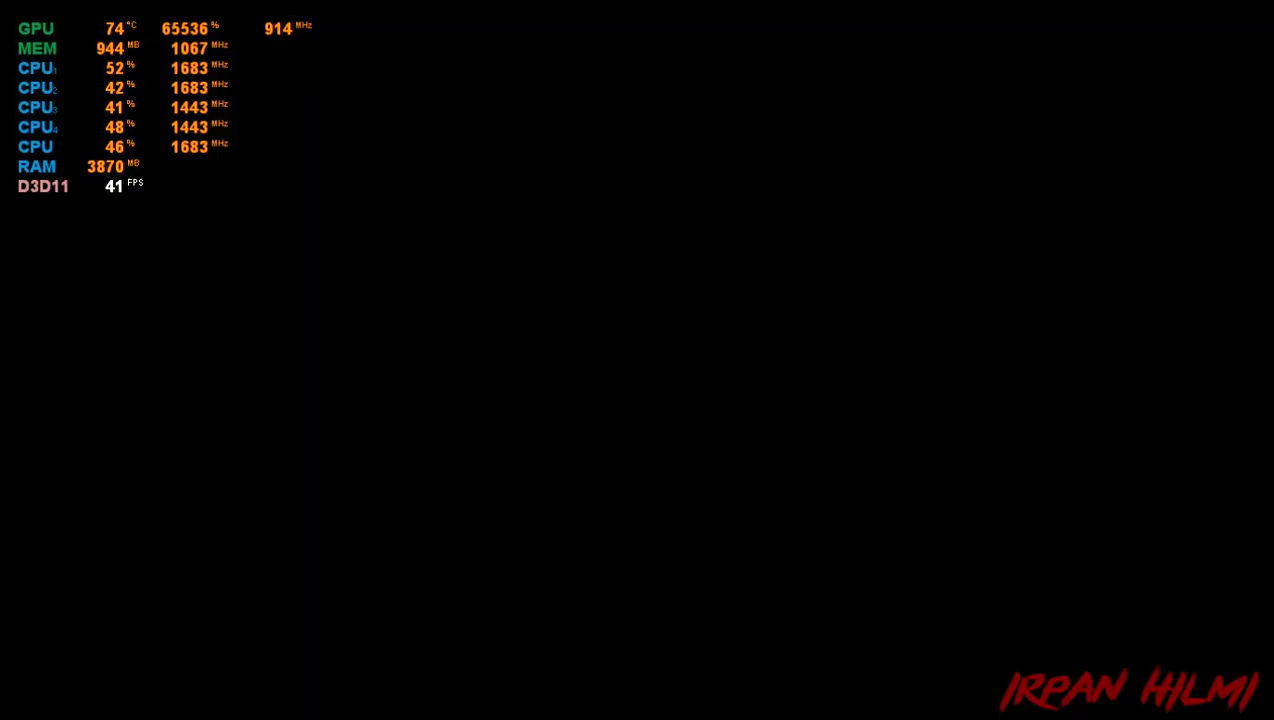 GPU 74 °C 65536 % 914 MHz
MEM 944 MB 1067 MHz
CPU1 52 % 1683 MHz
CPU2 42 % 1683 MHz
CPU3 41 % 1443 MHz
CPU4 48 % 1443 MHz
CPU 46 % 1683 MHz
RAM 3870 MB
D3D11 41 FPS
IRPAN HILMI